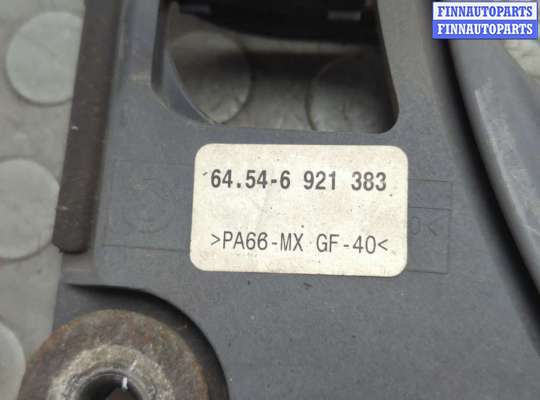 FINNAUTOPARTS
FINNAUTOPARTS
64.54-6 921 383
>PA66-MX GF-40<